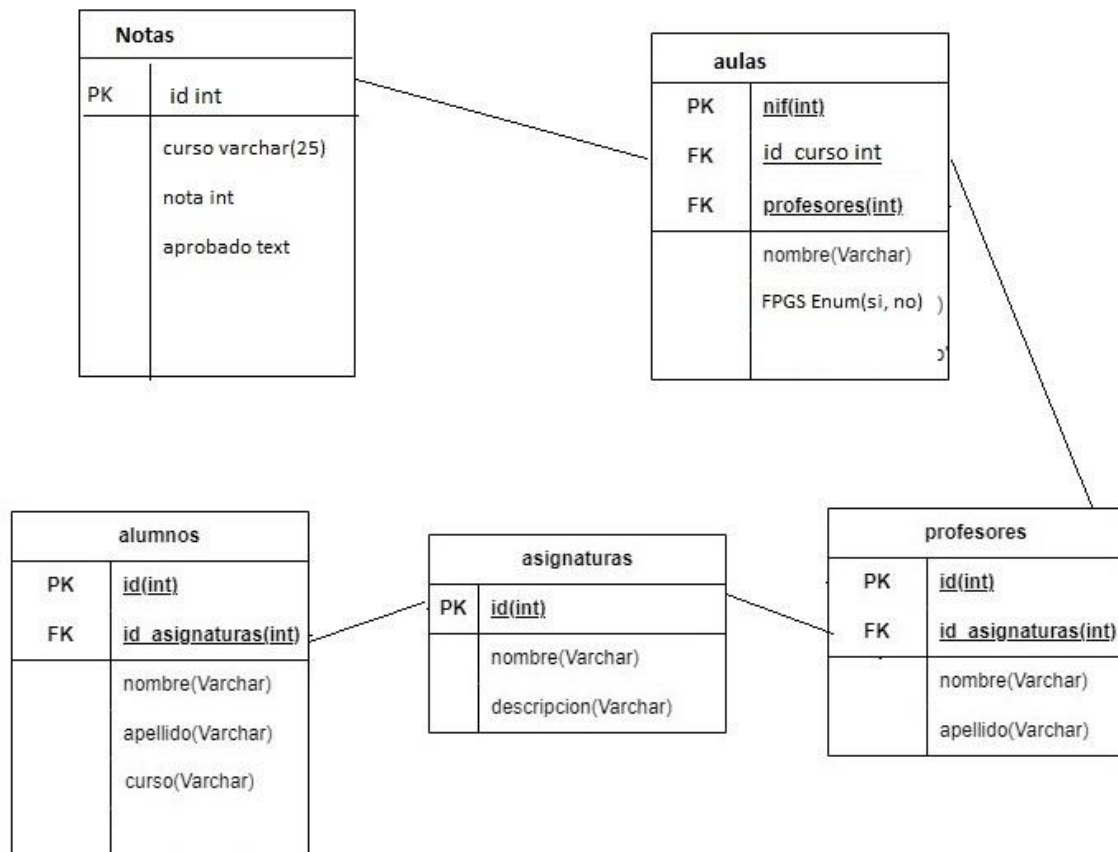 Notas
PK id int
curso varchar(25)
nota int
aprobado text
aulas
PK nif(int)
FK id_curso int
FK profesores(int)
nombre(Varchar)
FPGS Enum(si, no) )
alumnos
PK id(int)
FK id_asignaturas(int)
nombre(Varchar)
apellido(Varchar)
curso(Varchar)
asignaturas
PK id(int)
nombre(Varchar)
descripcion(Varchar)
profesores
PK id(int)
FK id_asignaturas(int)
nombre(Varchar)
apellido(Varchar)